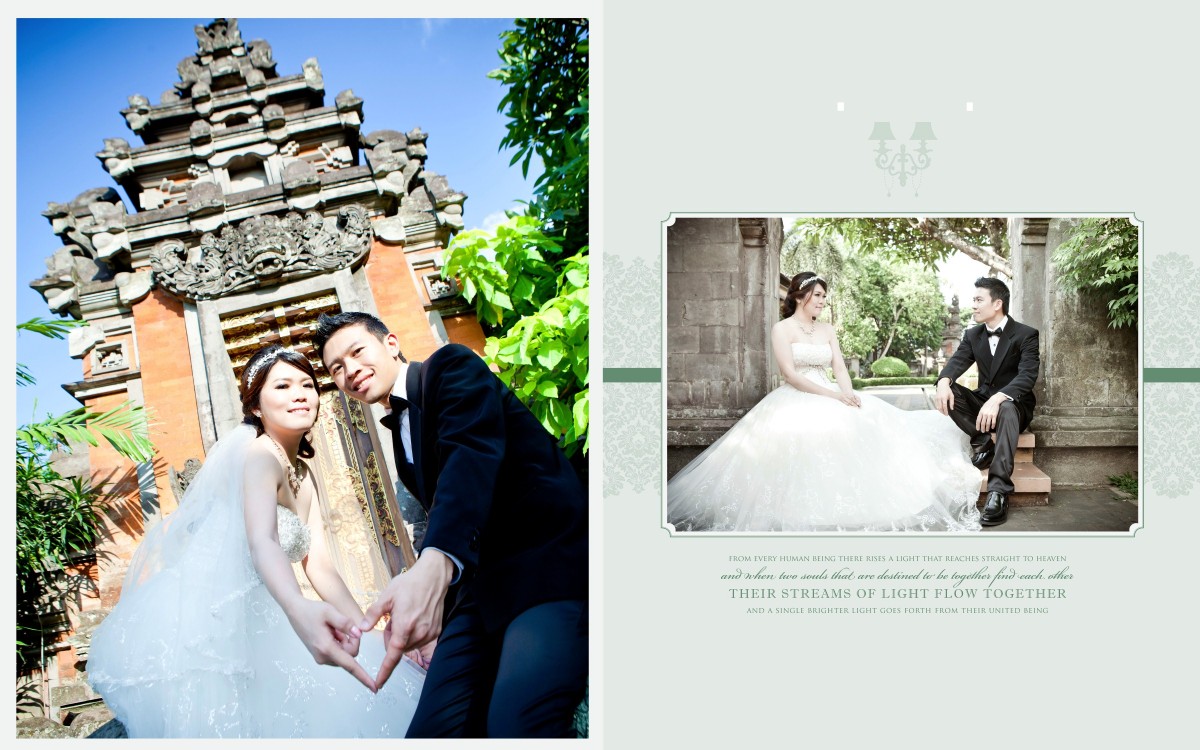 FROM EVERY HUMAN BEING THERE RISES A LIGHT THAT REACHES STRAIGHT TO HEAVEN
and when two souls that are destined to be together find each other
THEIR STREAMS OF LIGHT FLOW TOGETHER
AND A SINGLE BRIGHTER LIGHT GOES FORTH FROM THEIR UNITED BEING